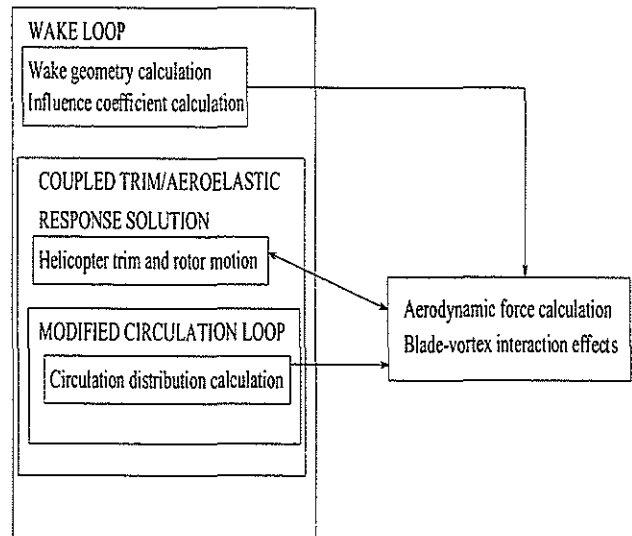 WAKE LOOP
Wake geometry calculation
Influence coefficient calculation
COUPLED TRIM/AEROELASTIC
RESPONSE SOLUTION
Helicopter trim and rotor motion
MODIFIED CIRCULATION LOOP
Circulation distribution calculation
Aerodynamic force calculation
Blade-vortex interaction effects